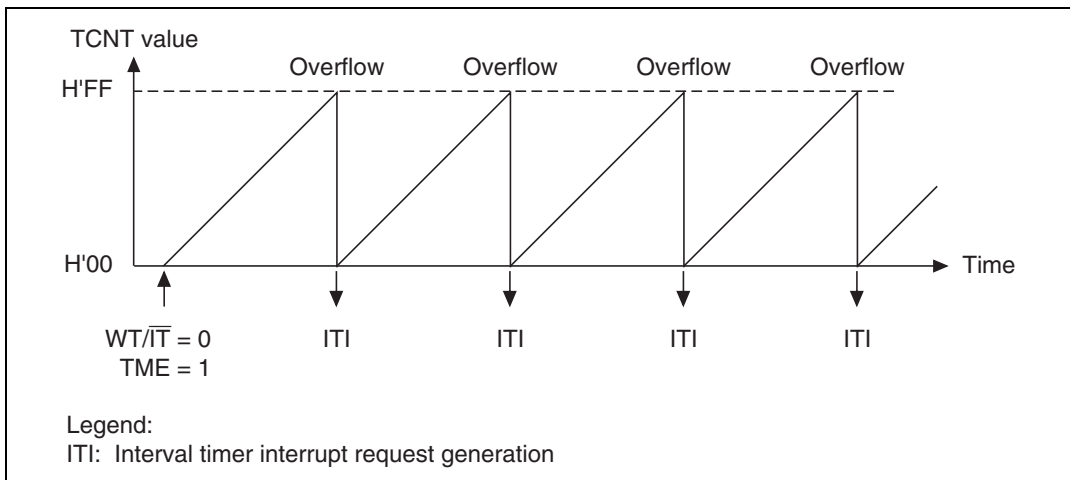 TCNT value
Overflow Overflow Overflow Overflow
H'FF
H'00
Time
WT/I̅T̅ = 0 ITI ITI ITI ITI
TME = 1
Legend:
ITI: Interval timer interrupt request generation